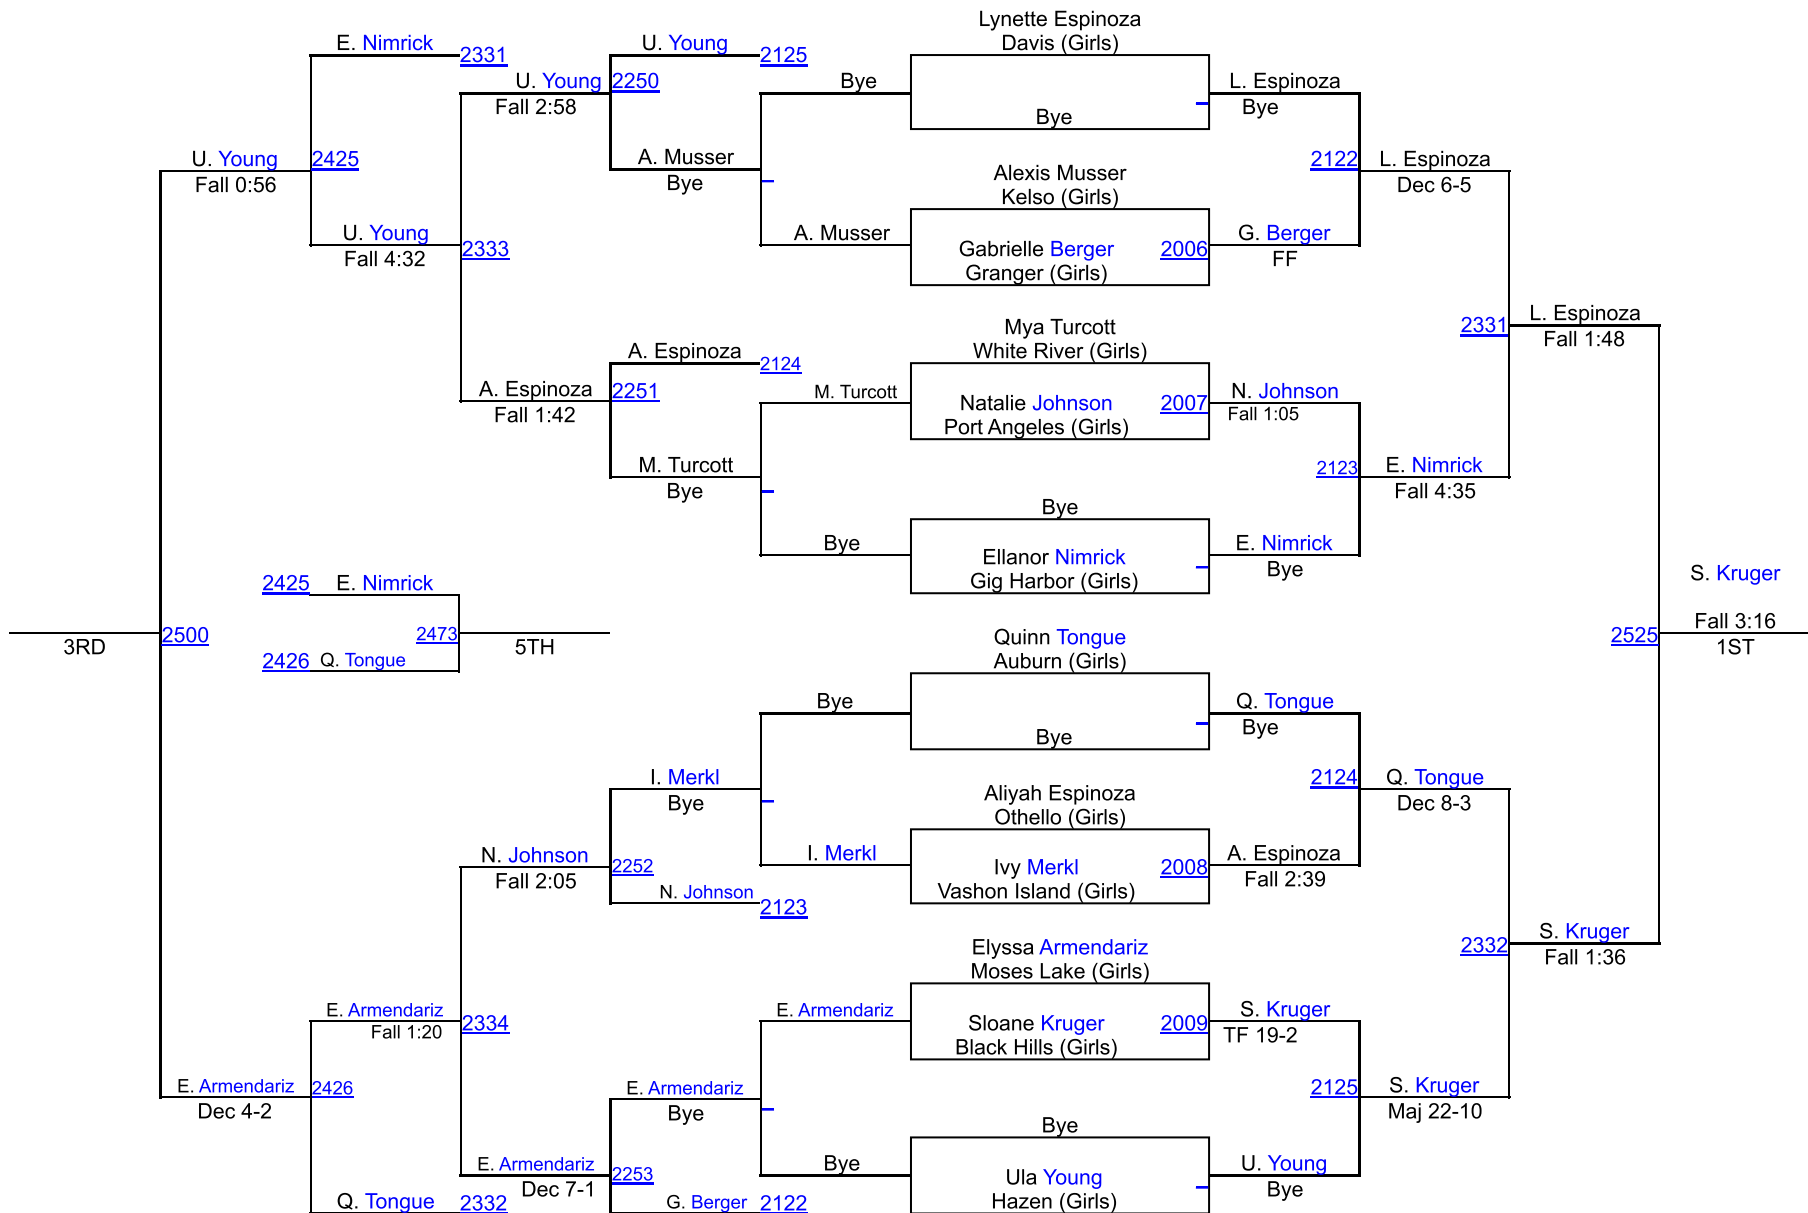 Lynette Espinoza
E. Nimrick 2331 U. Young 2125 Davis (Girls)
U. Young 2250 Bye L. Espinoza
Fall 2:58 Bye Bye
U. Young 2425 A. Musser 2122 L. Espinoza
Fall 0:56 Bye Alexis Musser Dec 6-5
Kelso (Girls)
U. Young A. Musser G. Berger
Fall 4:32 2333 Gabrielle Berger 2006 FF
Granger (Girls)
L. Espinoza
Mya Turcott 2331 Fall 1:48
A. Espinoza 2124 White River (Girls)
A. Espinoza 2251 M. Turcott N. Johnson
Fall 1:42 Natalie Johnson 2007 Fall 1:05
Port Angeles (Girls)
M. Turcott 2123 E. Nimrick
Bye Fall 4:35
Bye
Bye E. Nimrick
Ellanor Nimrick Bye
2425 E. Nimrick Gig Harbor (Girls) S. Kruger
Fall 3:16
3RD 2500 2473 5TH Quinn Tongue 2525 1ST
2426 Q. Tongue Auburn (Girls)
Bye Q. Tongue
Bye Bye
I. Merkl 2124 Q. Tongue
Bye Aliyah Espinoza Dec 8-3
Othello (Girls)
N. Johnson I. Merkl A. Espinoza
Fall 2:05 2252 Ivy Merkl 2008 Fall 2:39
N. Johnson 2123 Vashon Island (Girls)
S. Kruger
Elyssa Armendariz 2332 Fall 1:36
Moses Lake (Girls)
E. Armendariz E. Armendariz S. Kruger
Fall 1:20 2334 Sloane Kruger 2009 TF 19-2
Black Hills (Girls)
E. Armendariz 2426 E. Armendariz 2125 S. Kruger
Dec 4-2 Bye Maj 22-10
Bye
E. Armendariz 2253 Bye U. Young
Dec 7-1 Ula Young Bye
Q. Tongue 2332 G. Berger 2122 Hazen (Girls)